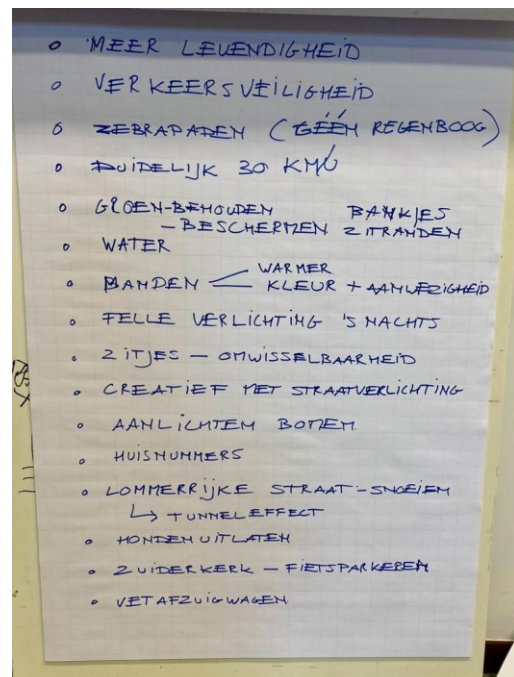 MEER LEVENDIGHEID
VERKEERSVEILIGHEID
ZEBRAPADEN (GÉÉN REGENBOOG)
DUIDELIJK 30 KMU
GROEN-BEHOUDEN BANKJES
-BESCHERMEN ZITRANDEN
WATER
WARMER
BANDEN KLEUR + AANWEZIGHEID
FELLE VERLICHTING 'S NACHTS
ZITJES - OMWISSELBAARHEID
CREATIEF MET STRAATVERLICHTING
AANLICHTEN BOMEN
HUISNUMMERS
LOMMERRIJKE STRAAT-SNOEIEN
↳ TUNNELEFFECT
HONDEN UITLATEN
ZUIDERKERK - FIETSPARKEREN
VETAFZUIGWAGEN